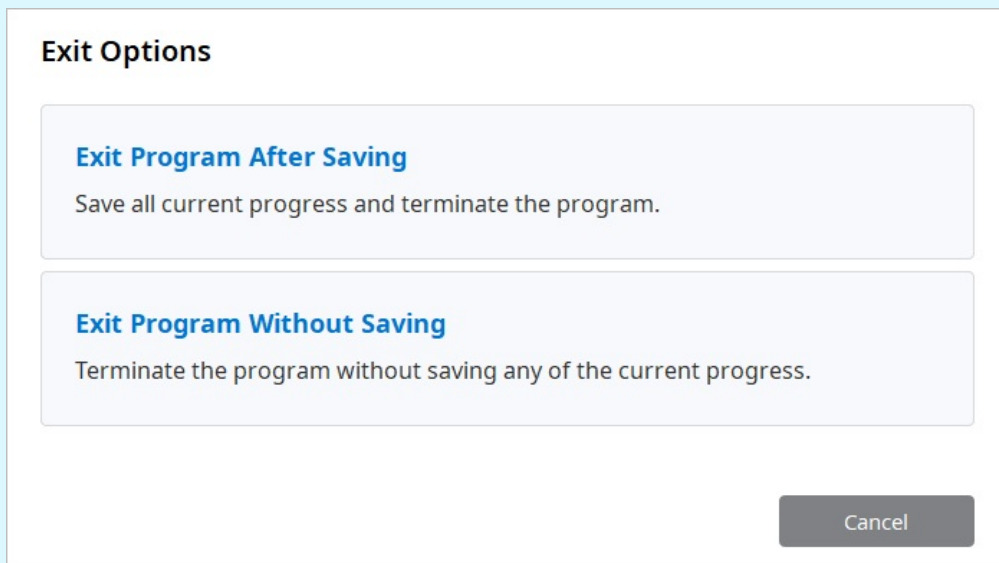 Exit Options
Exit Program After Saving
Save all current progress and terminate the program.
Exit Program Without Saving
Terminate the program without saving any of the current progress.
Cancel